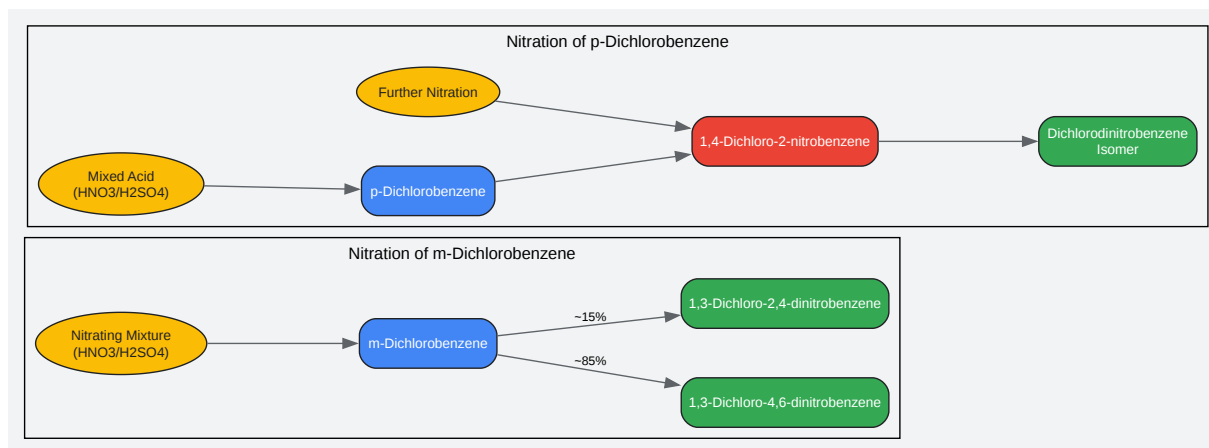 Nitration of p-Dichlorobenzene
Further Nitration
Mixed Acid
(HNO3/H2SO4)
p-Dichlorobenzene
1,4-Dichloro-2-nitrobenzene
Dichlorodinitrobenzene
Isomer
Nitration of m-Dichlorobenzene
Nitrating Mixture
(HNO3/H2SO4)
m-Dichlorobenzene
~15%
~85%
1,3-Dichloro-2,4-dinitrobenzene
1,3-Dichloro-4,6-dinitrobenzene